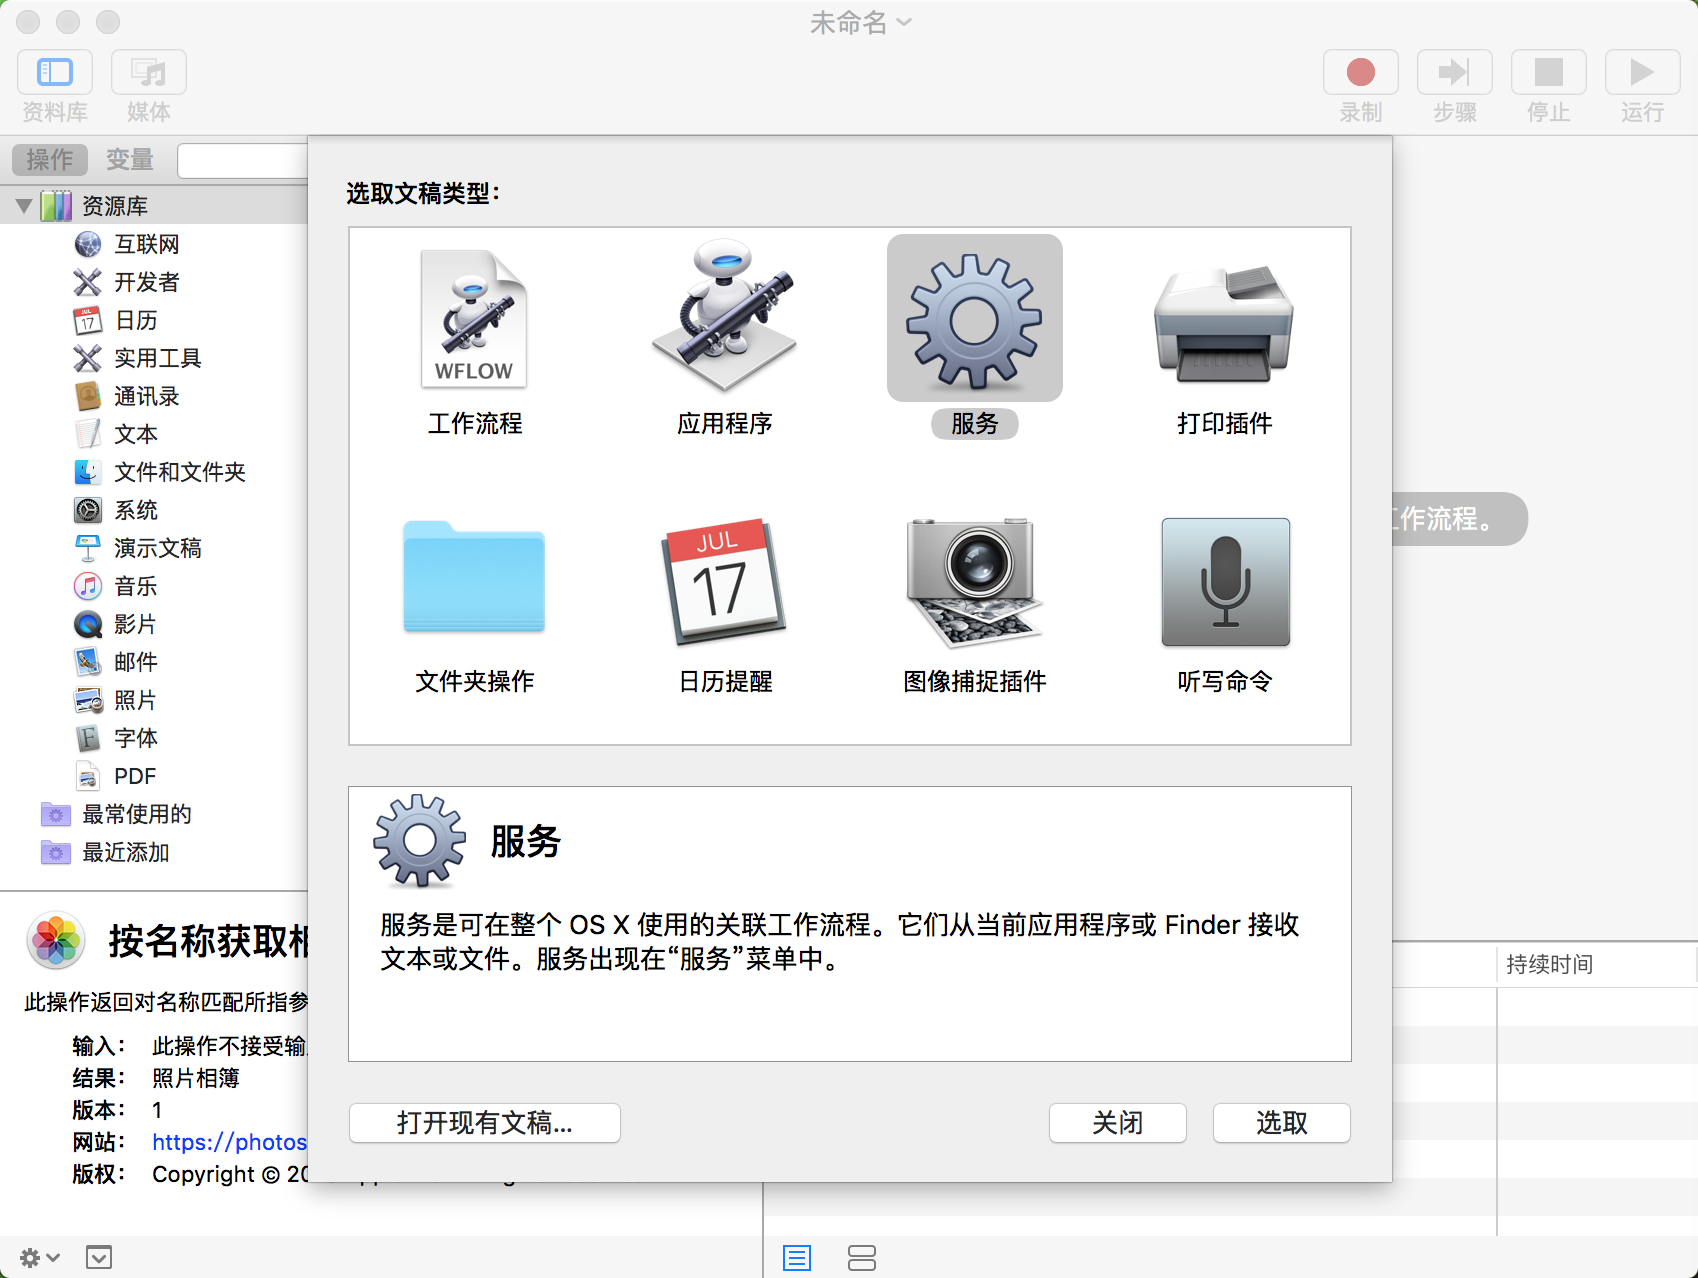 未命名
资料库
媒体
录制
步骤
停止
运行
操作
变量
资源库
互联网
开发者
日历
实用工具
通讯录
文本
文件和文件夹
系统
演示文稿
音乐
影片
邮件
照片
字体
PDF
最常使用的
最近添加
选取文稿类型：
WFLOW
工作流程
应用程序
服务
打印插件
文件夹操作
JUL
17
日历提醒
图像捕捉插件
听写命令
工作流程。
服务
服务是可在整个 OS X 使用的关联工作流程。它们从当前应用程序或 Finder 接收
文本或文件。服务出现在“服务”菜单中。
打开现有文稿...
关闭
选取
按名称获取相
此操作返回对名称匹配所指参
输入： 此操作不接受输
结果： 照片相簿
版本： 1
网站： https://photos
版权： Copyright © 20
持续时间